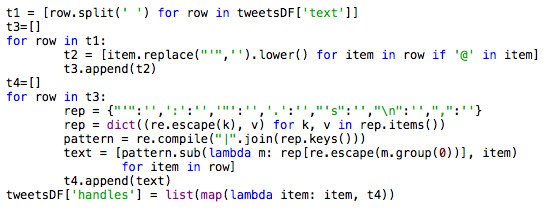 t1 = [row.split(' ') for row in tweetsDF['text']]
t3=[]
for row in t1:
        t2 = [item.replace("'",'').lower() for item in row if '@' in item]
        t3.append(t2)
t4=[]
for row in t3:
        rep = {"'":'',':':'','"':'','.':'',"'s":'',"\n":'',",":''}
        rep = dict((re.escape(k), v) for k, v in rep.items())
        pattern = re.compile("|".join(rep.keys()))
        text = [pattern.sub(lambda m: rep[re.escape(m.group(0))], item)
                for item in row]
        t4.append(text)
tweetsDF['handles'] = list(map(lambda item: item, t4))